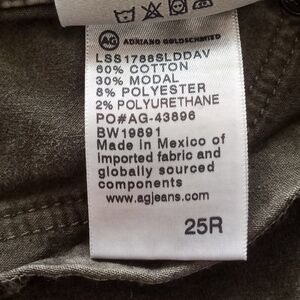 AG ADRIANO GOLDSCHMIED
LSS1786SLDDAV
60% COTTON
30% MODAL
8% POLYESTER
2% POLYURETHANE
PO#AG-43896
BW19891
Made in Mexico of
imported fabric and
globally sourced
components
www.agjeans.com
25R